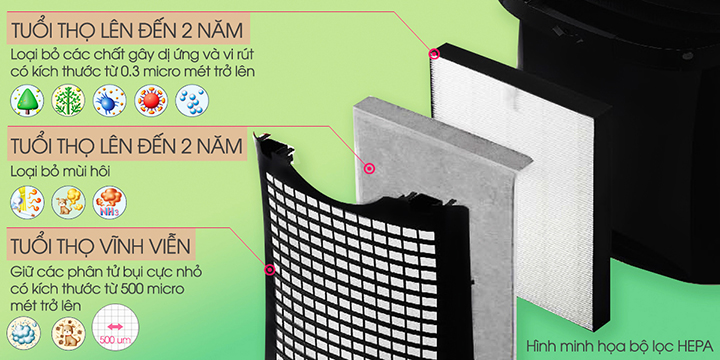 TUỔI THỌ LÊN ĐẾN 2 NĂM
Loại bỏ các chất gây dị ứng và vi rút
có kích thước từ 0.3 micro mét trở lên
TUỔI THỌ LÊN ĐẾN 2 NĂM
Loại bỏ mùi hôi
NH3
TUỔI THỌ VĨNH VIỄN
Giữ các phân tử bụi cực nhỏ
có kích thước từ 500 micro
mét trở lên
500 um
Hình minh họa bộ lọc HEPA